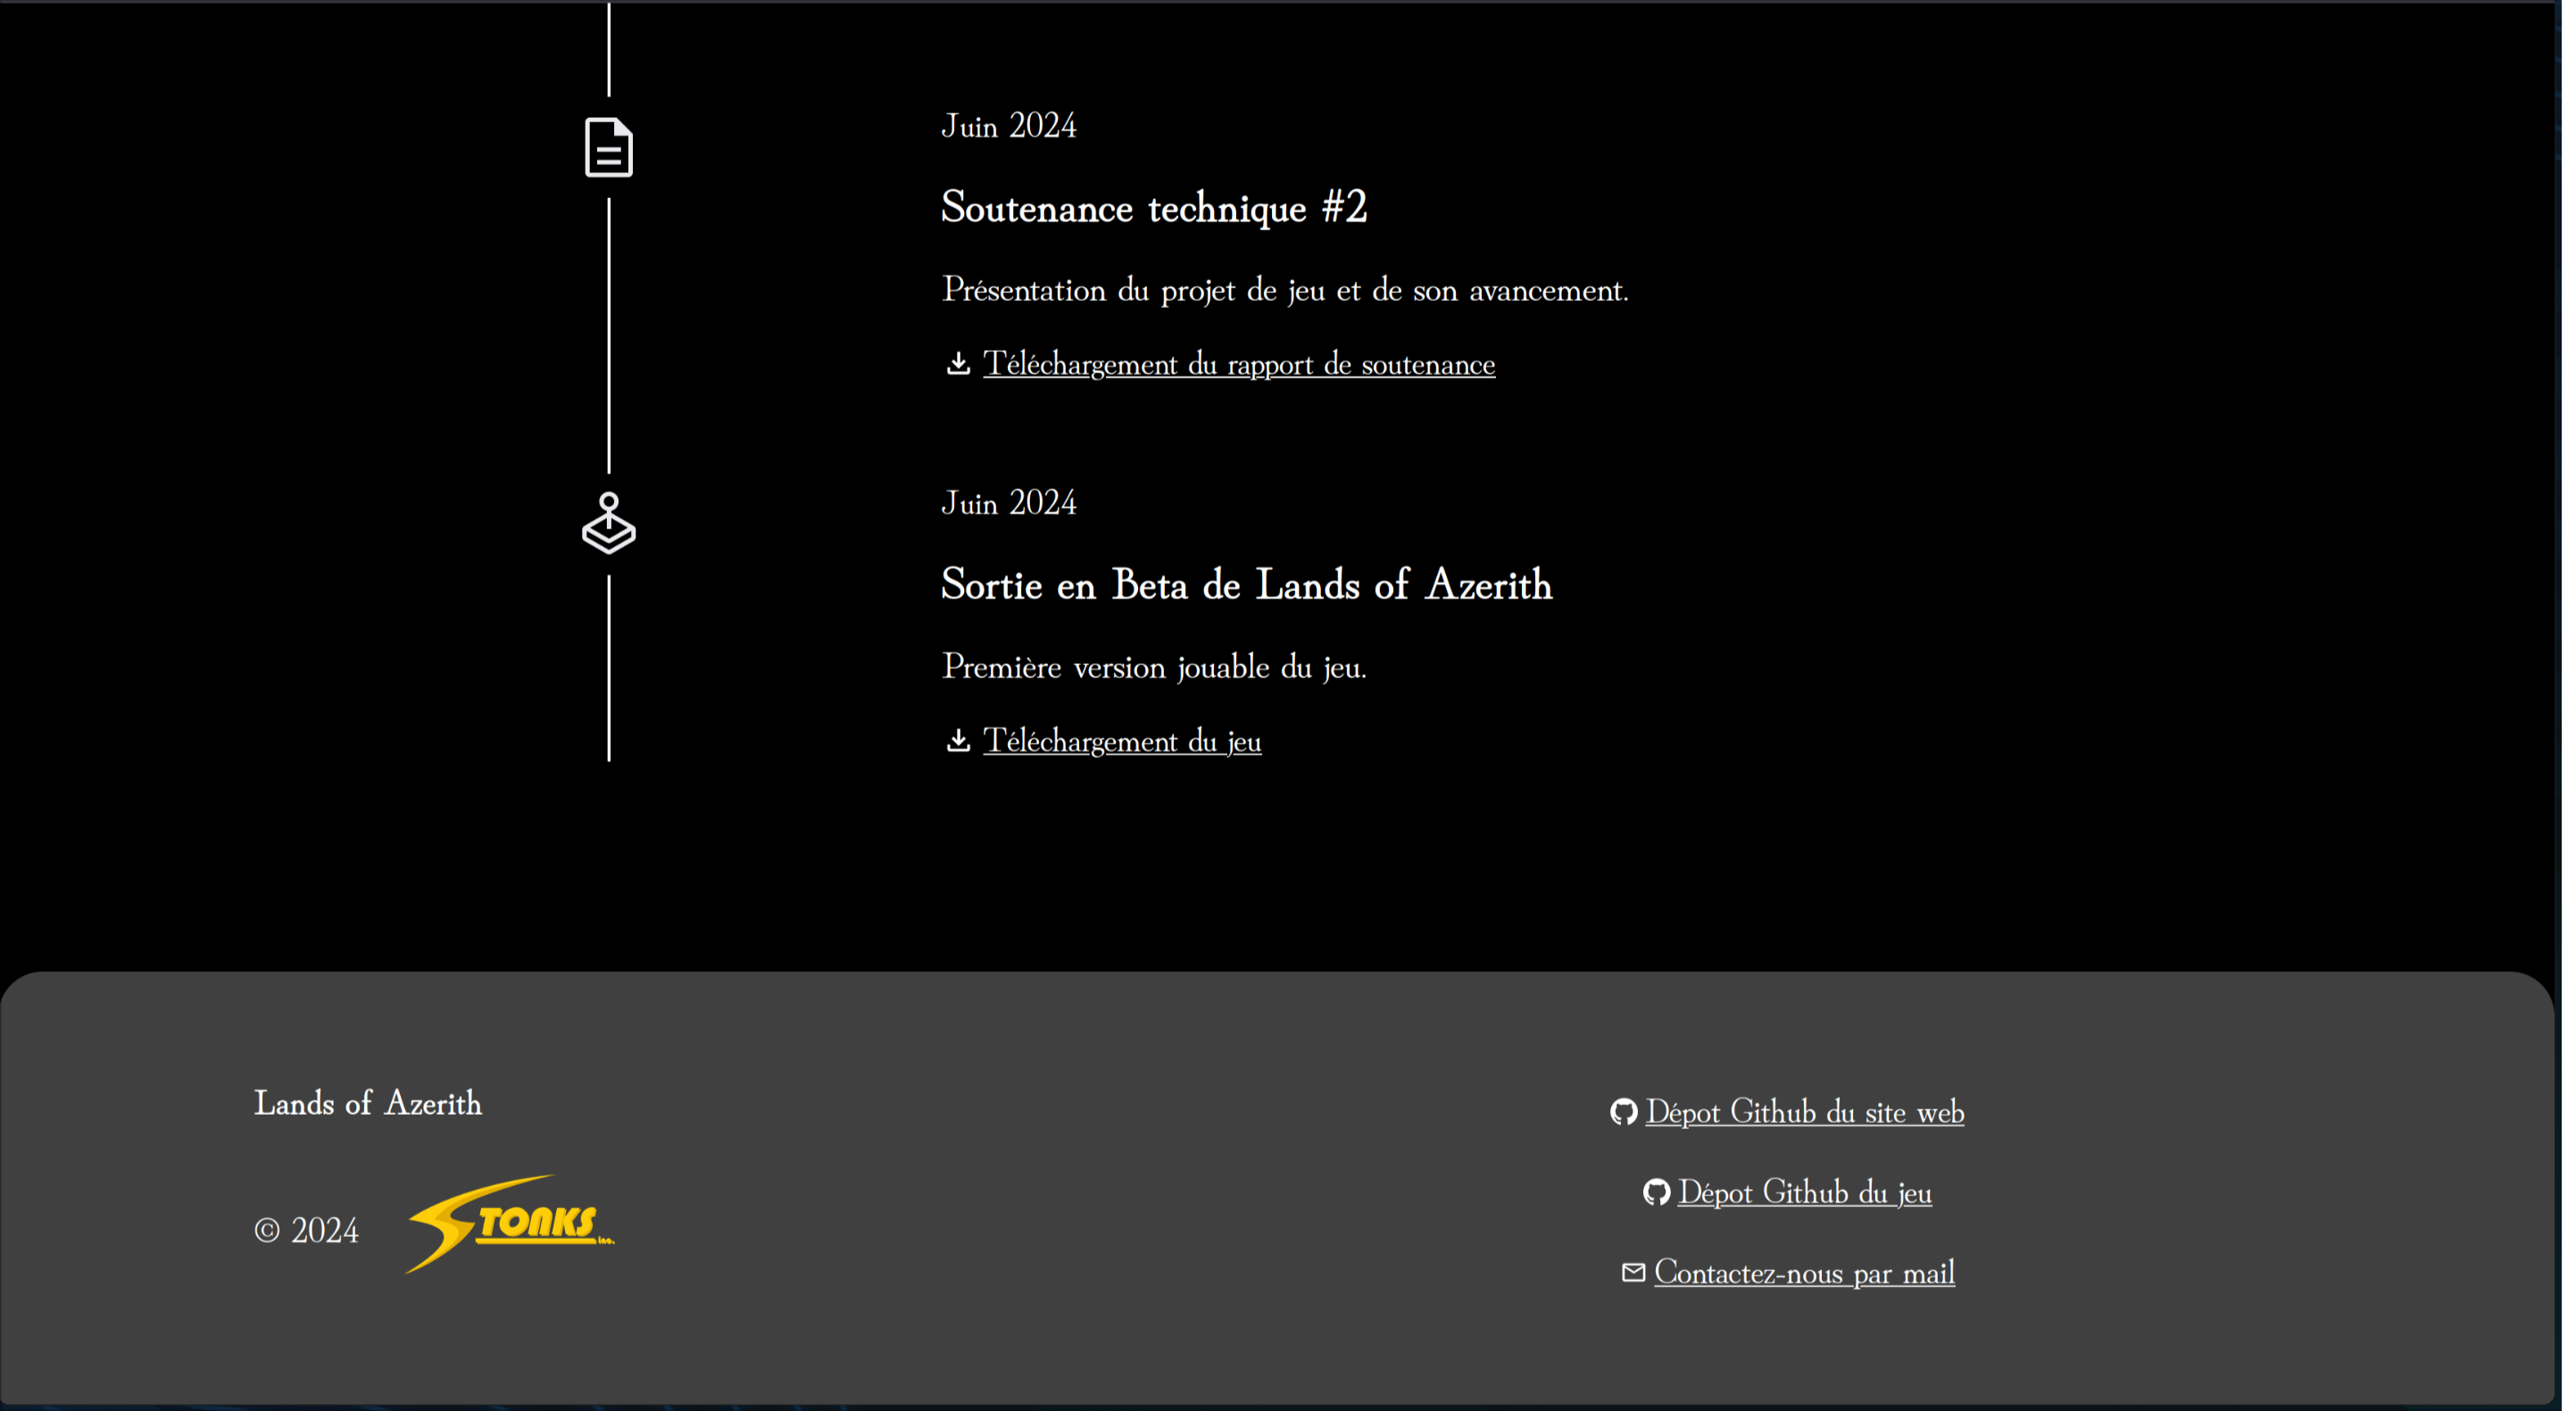 Juin 2024
Soutenance technique #2
Présentation du projet de jeu et de son avancement.
Téléchargement du rapport de soutenance
Juin 2024
Sortie en Beta de Lands of Azerith
Première version jouable du jeu.
Téléchargement du jeu
Lands of Azerith
© 2024
STONKS inc.
Dépot Github du site web
Dépot Github du jeu
Contactez-nous par mail